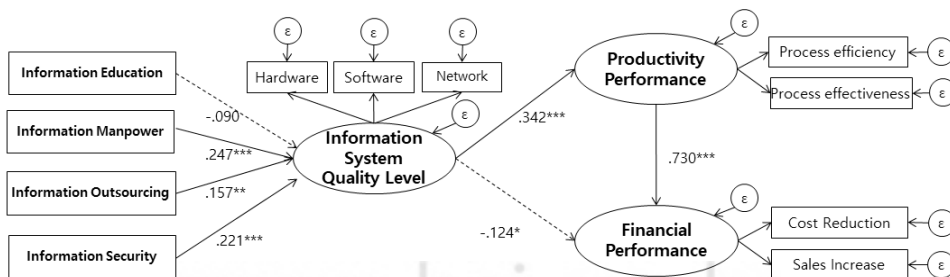 Information Education
Information Manpower
Information Outsourcing
Information Security
-.090
.247***
.157**
.221***
ε
ε
ε
Hardware
Software
Network
ε
Information
System
Quality Level
.342***
-.124*
ε
Productivity
Performance
.730***
ε
Financial
Performance
Process efficiency
ε
Process effectiveness
ε
Cost Reduction
ε
Sales Increase
ε